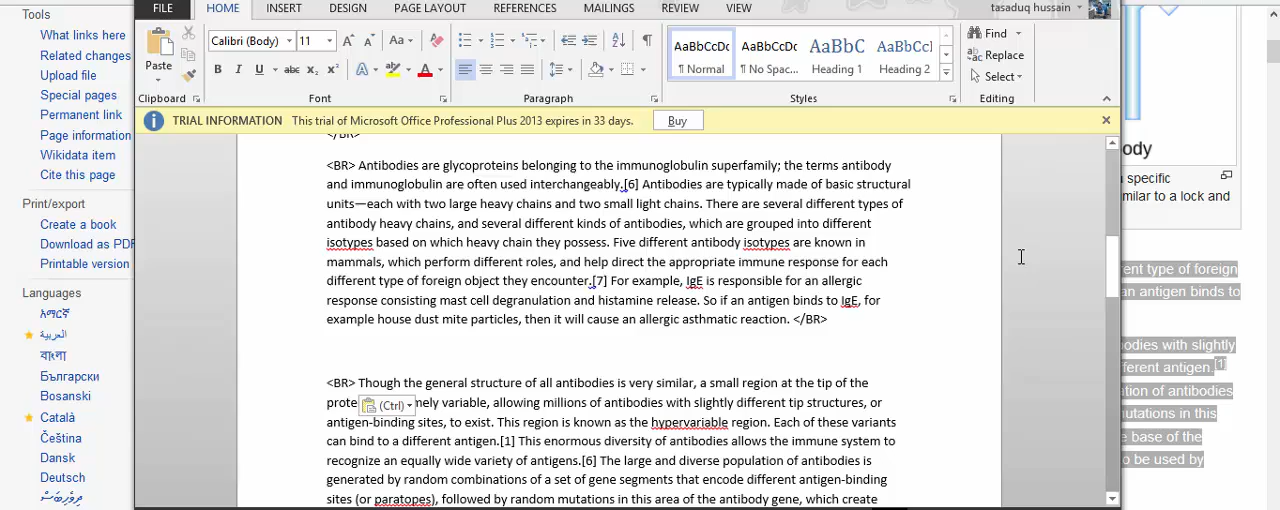 Tools
What links here
Related changes
Upload file
Special pages
Permanent link
Page information
Wikidata item
Cite this page
Print/export
Create a book
Download as PDF
Printable version
Languages
አማርኛ
العربية
বাংলা
Български
Bosanski
Català
Čeština
Dansk
Deutsch
FILE HOME INSERT DESIGN PAGE LAYOUT REFERENCES MAILINGS REVIEW VIEW tasaduq hussain
Paste
Calibri (Body) 11
AaBbCcDc AaBbCcDc AaBbC AaBbCcI
¶ Normal ¶ No Spac... Heading 1 Heading 2
Find
Replace
Select
Clipboard Font Paragraph Styles Editing
TRIAL INFORMATION This trial of Microsoft Office Professional Plus 2013 expires in 33 days. Buy
</BR>
<BR> Antibodies are glycoproteins belonging to the immunoglobulin superfamily; the terms antibody
and immunoglobulin are often used interchangeably.[6] Antibodies are typically made of basic structural
units—each with two large heavy chains and two small light chains. There are several different types of
antibody heavy chains, and several different kinds of antibodies, which are grouped into different
isotypes based on which heavy chain they possess. Five different antibody isotypes are known in
mammals, which perform different roles, and help direct the appropriate immune response for each
different type of foreign object they encounter.[7] For example, IgE is responsible for an allergic
response consisting mast cell degranulation and histamine release. So if an antigen binds to IgE, for
example house dust mite particles, then it will cause an allergic asthmatic reaction. </BR>
<BR> Though the general structure of all antibodies is very similar, a small region at the tip of the
prote (Ctrl) mely variable, allowing millions of antibodies with slightly different tip structures, or
antigen-binding sites, to exist. This region is known as the hypervariable region. Each of these variants
can bind to a different antigen.[1] This enormous diversity of antibodies allows the immune system to
recognize an equally wide variety of antigens.[6] The large and diverse population of antibodies is
generated by random combinations of a set of gene segments that encode different antigen-binding
sites (or paratopes), followed by random mutations in this area of the antibody gene, which create
ody
a specific
similar to a lock and
rent type of foreign
an antigen binds to
bodies with slightly
fferent antigen.[1]
ation of antibodies
mutations in this
e base of the
to be used by